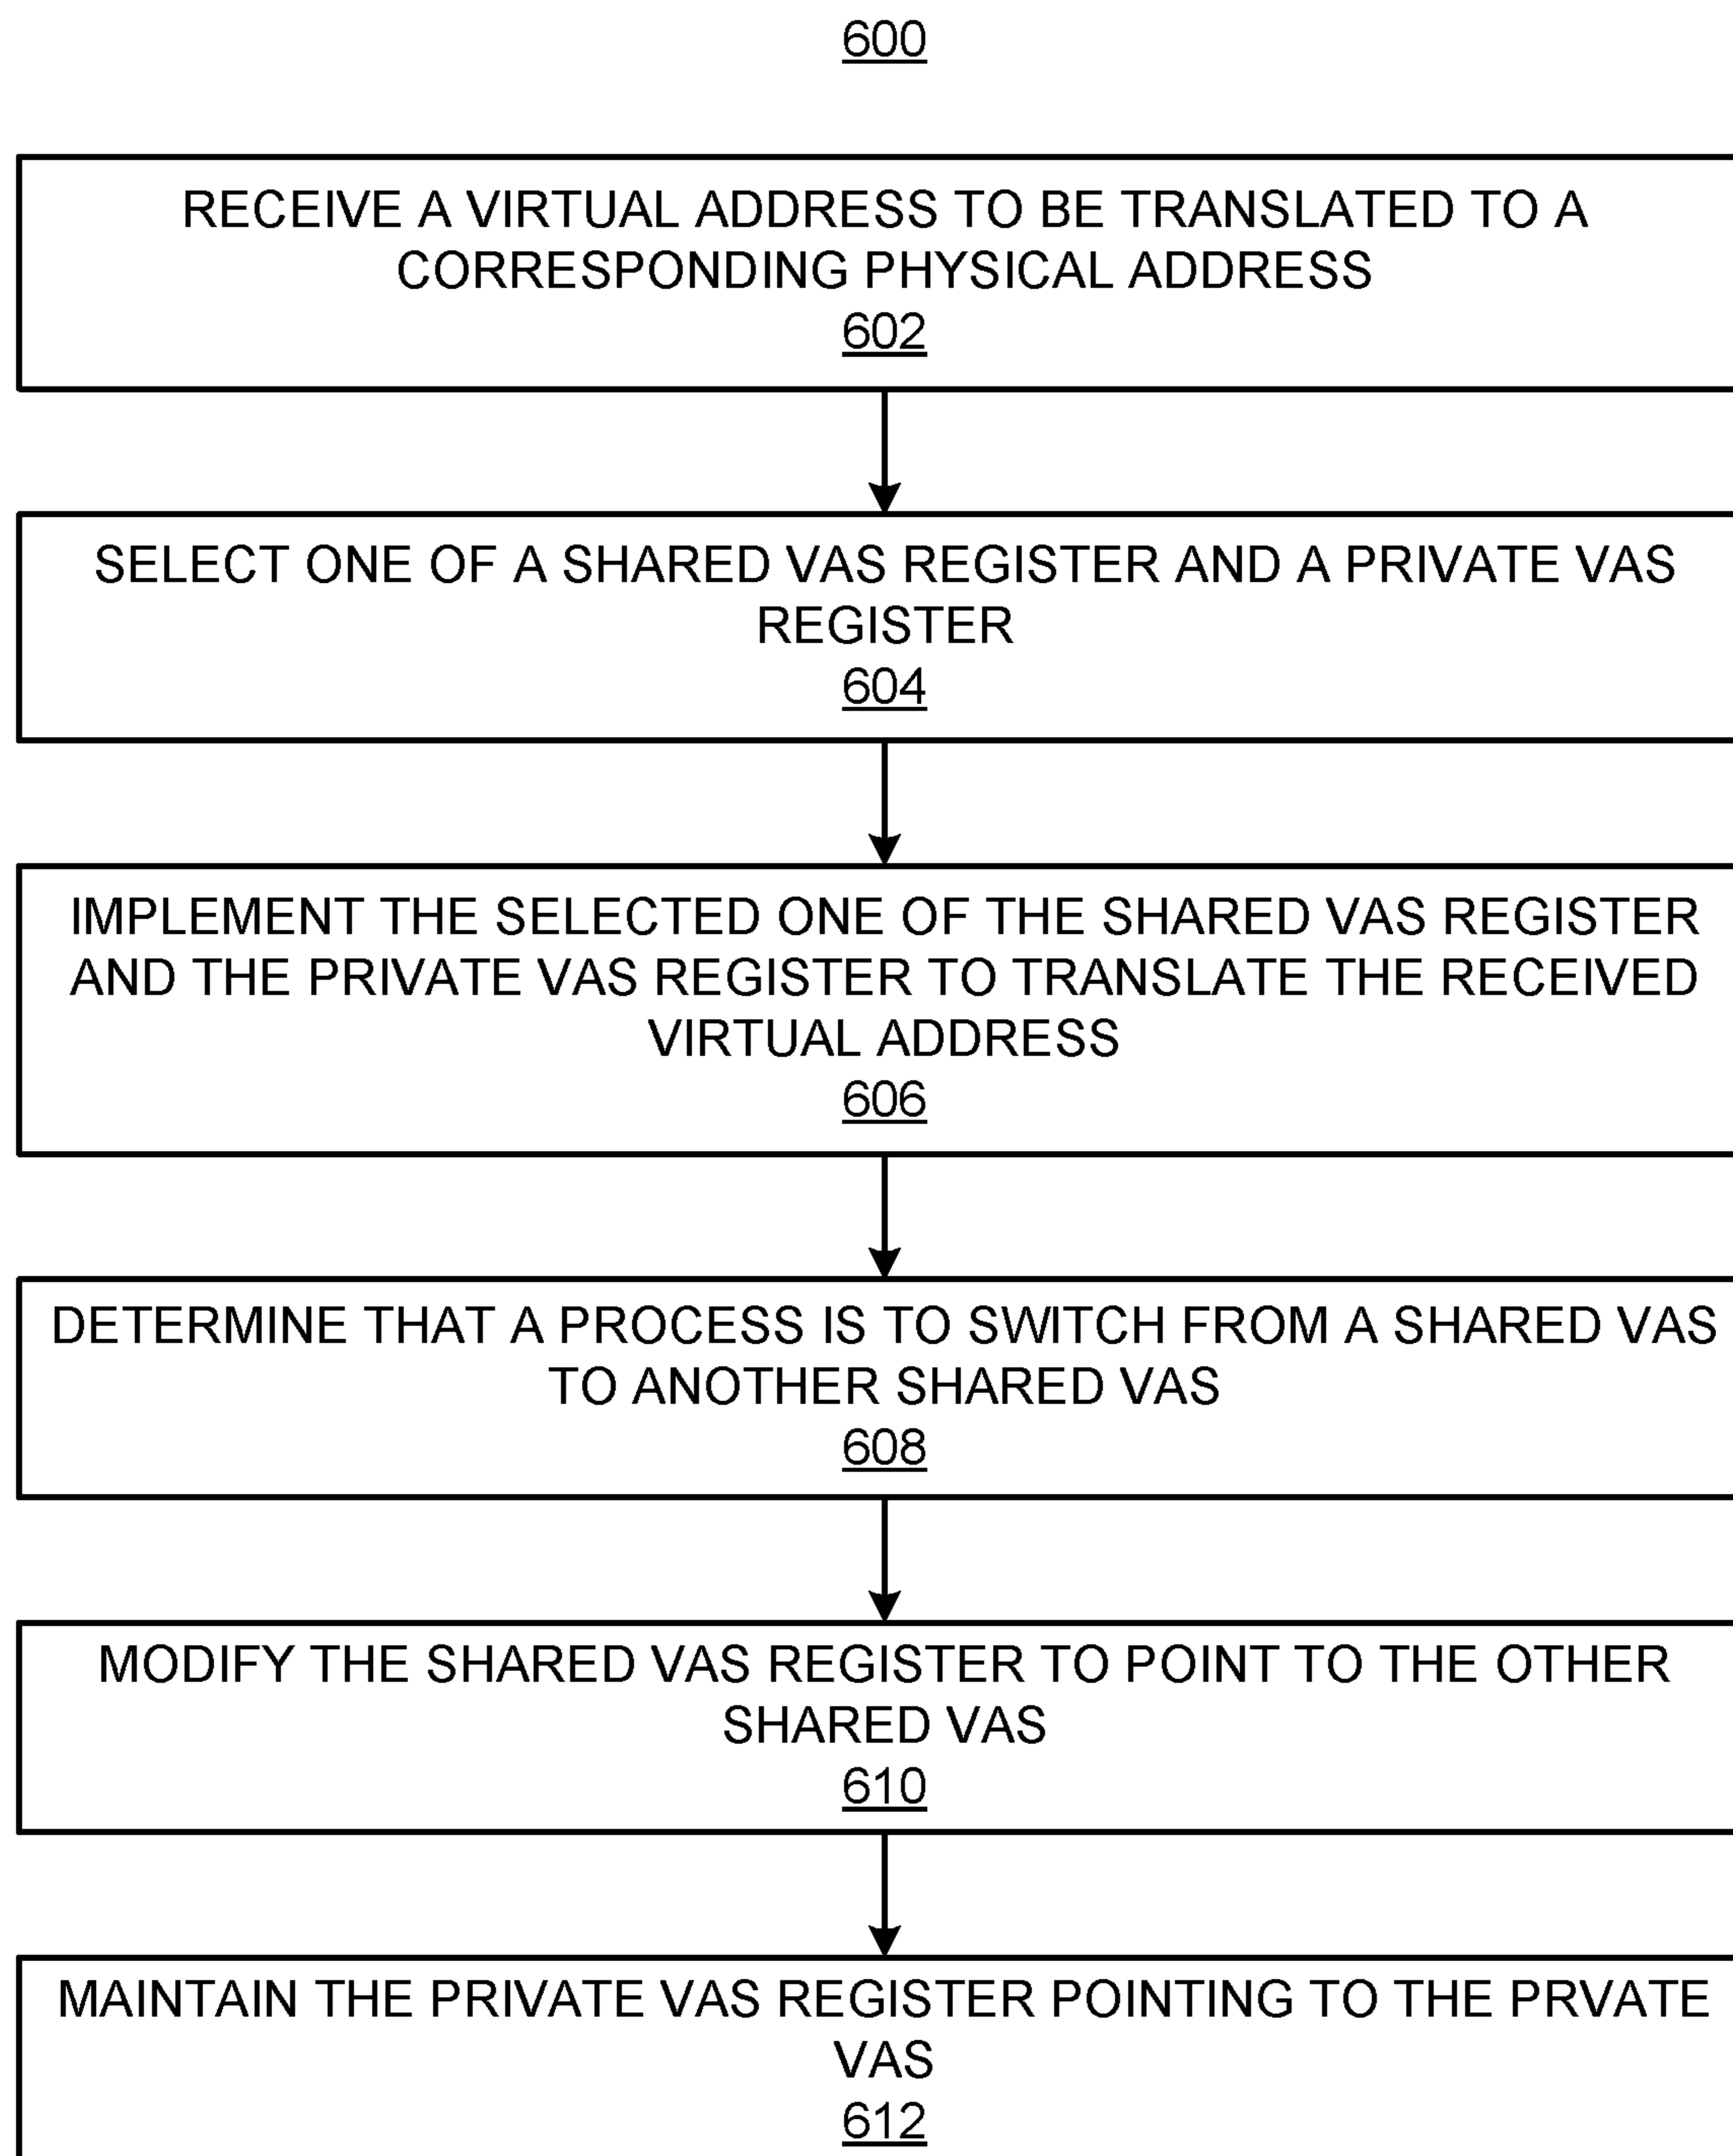 600
RECEIVE A VIRTUAL ADDRESS TO BE TRANSLATED TO A
CORRESPONDING PHYSICAL ADDRESS
602
SELECT ONE OF A SHARED VAS REGISTER AND A PRIVATE VAS
REGISTER
604
IMPLEMENT THE SELECTED ONE OF THE SHARED VAS REGISTER
AND THE PRIVATE VAS REGISTER TO TRANSLATE THE RECEIVED
VIRTUAL ADDRESS
606
DETERMINE THAT A PROCESS IS TO SWITCH FROM A SHARED VAS
TO ANOTHER SHARED VAS
608
MODIFY THE SHARED VAS REGISTER TO POINT TO THE OTHER
SHARED VAS
610
MAINTAIN THE PRIVATE VAS REGISTER POINTING TO THE PRVATE
VAS
612